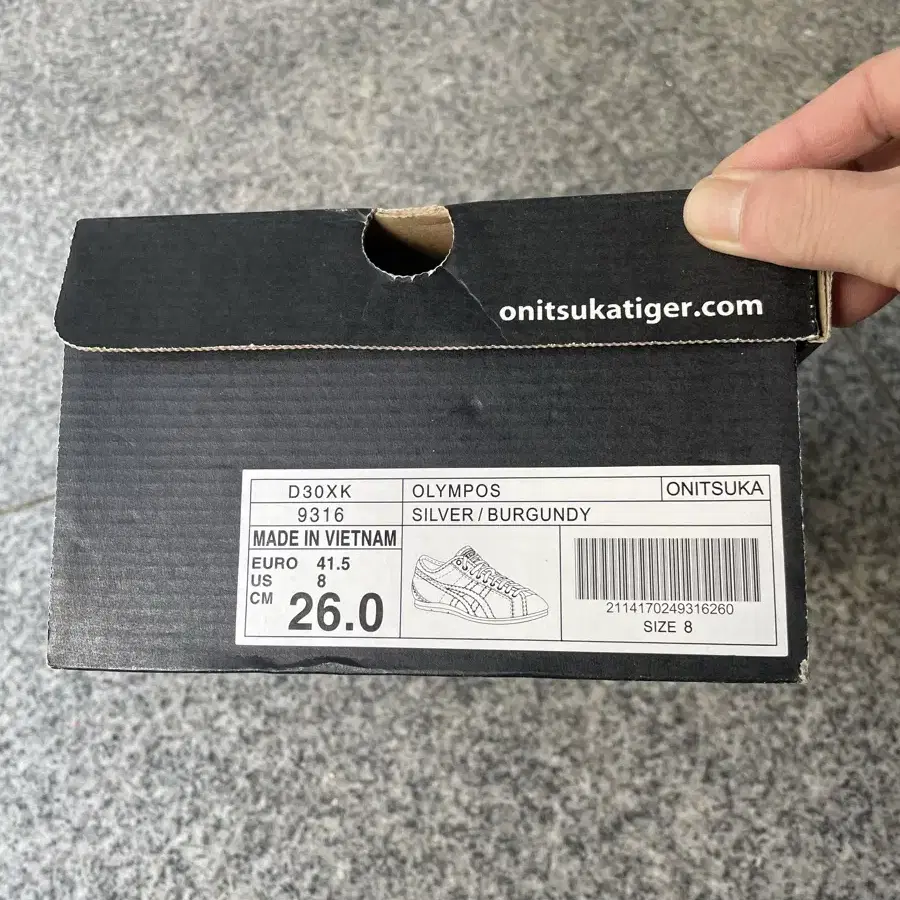 onitsukatiger.com
D30XK
OLYMPOS
ONITSUKA
9316
SILVER / BURGUNDY
MADE IN VIETNAM
EURO 41.5
US 8
CM 26.0
2114170249316260
SIZE 8